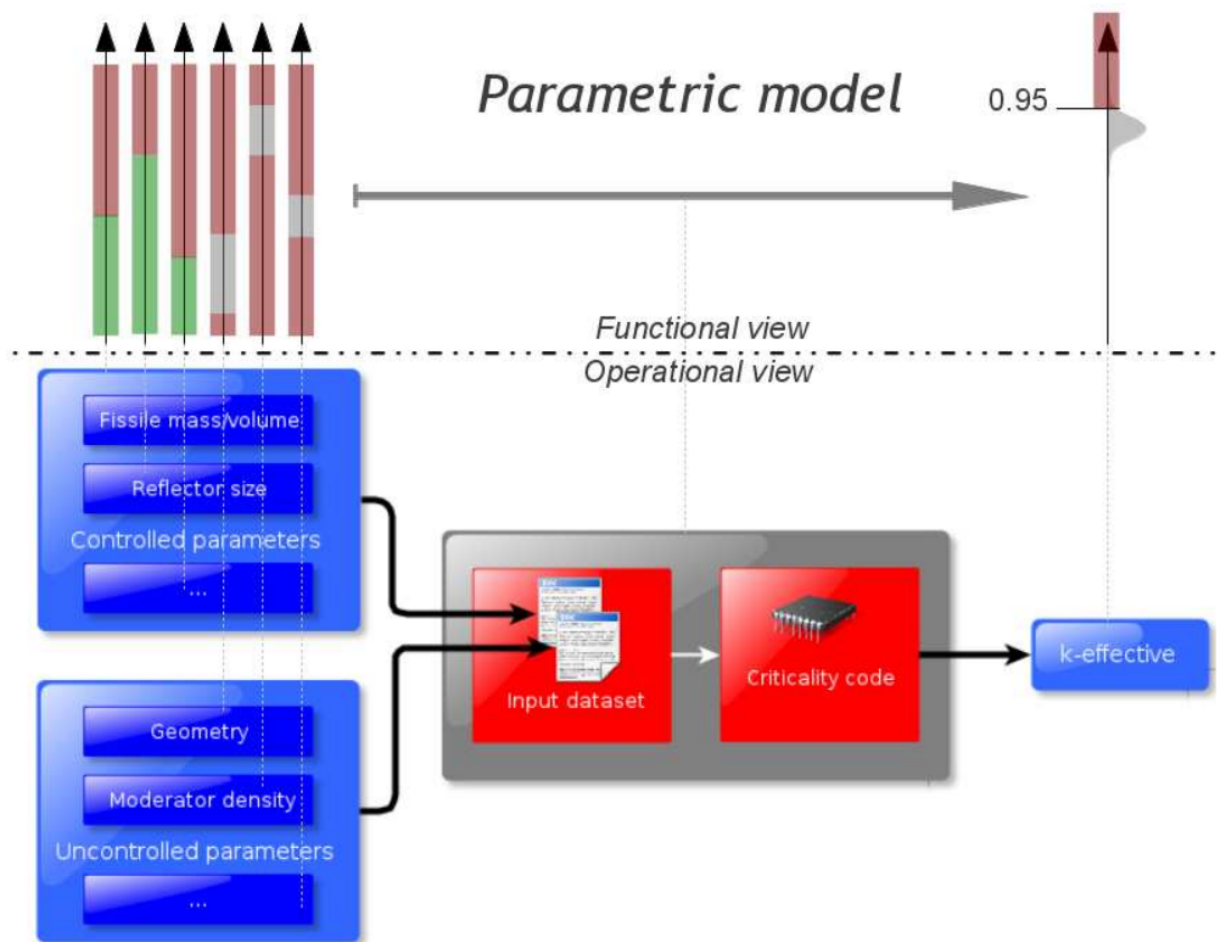 Parametric model
0.95
Functional view
Operational view
Fissile mass/volume
Reflector size
Controlled parameters
...
Input dataset
Criticality code
k-effective
Geometry
Moderator density
Uncontrolled parameters
...